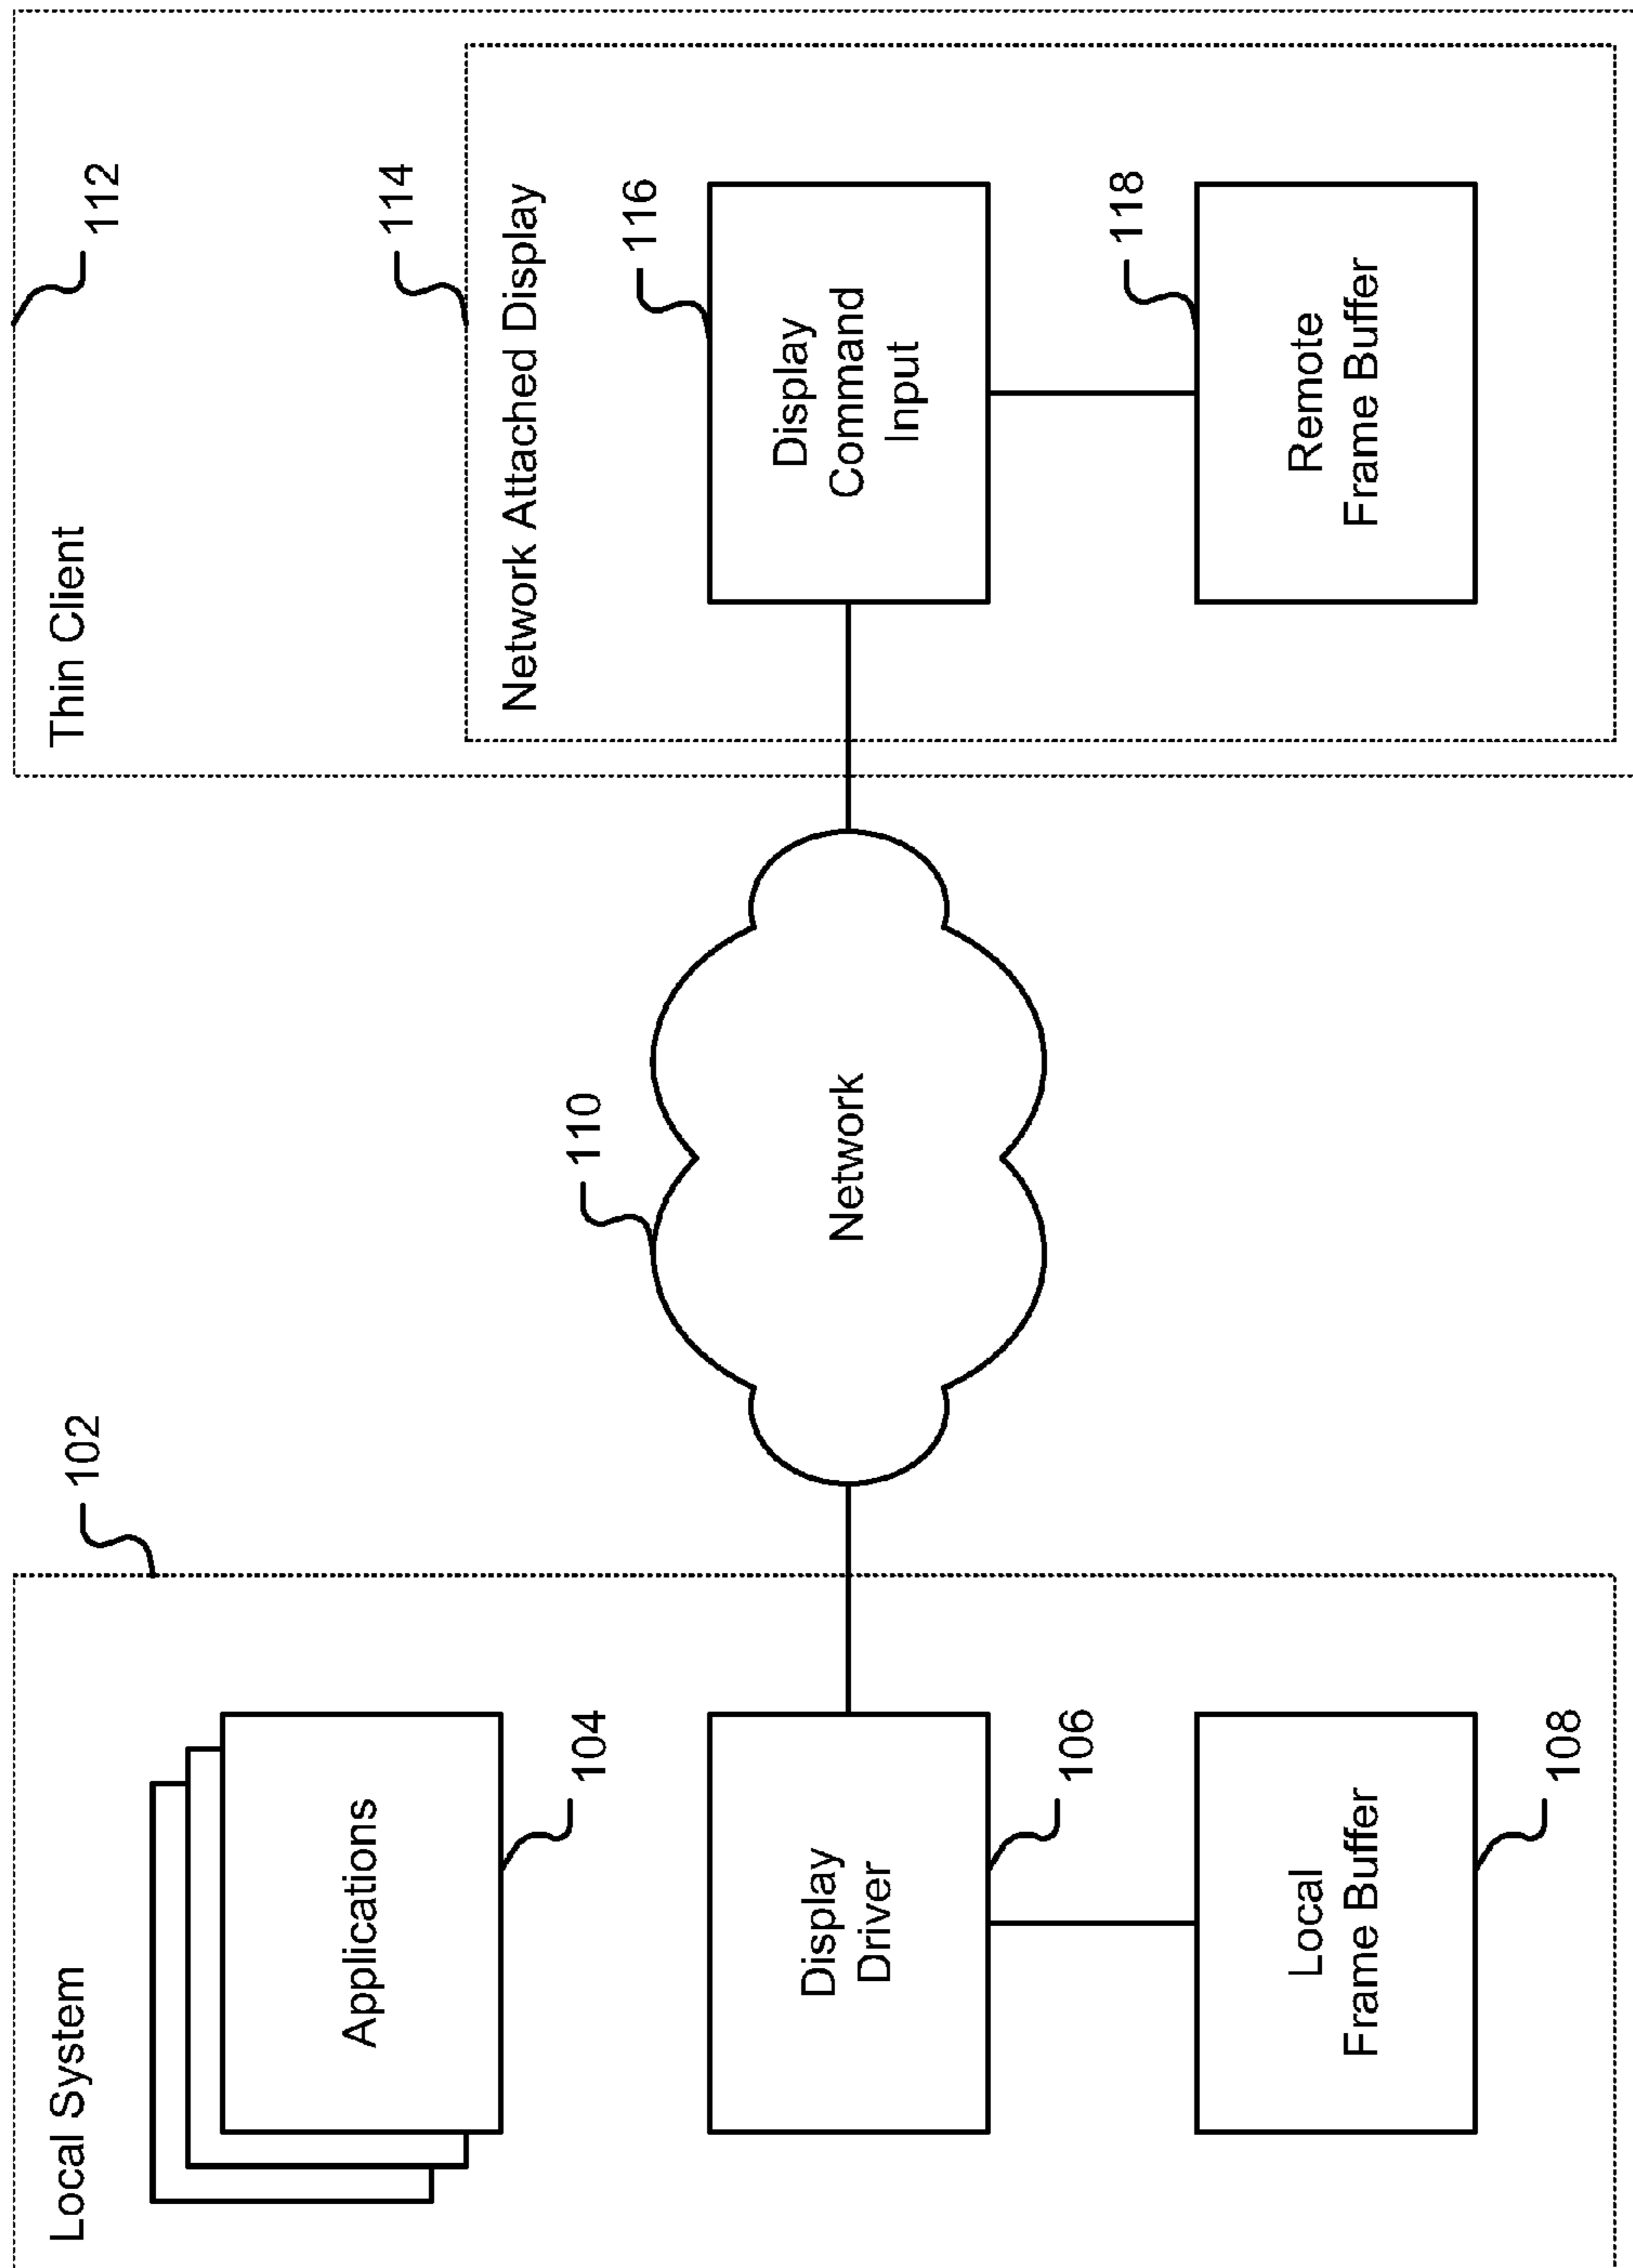 Local System
102
Applications
104
Display
Driver
106
Local
Frame Buffer
108
110
Network
Thin Client
112
114
Network Attached Display
116
Display
Command
Input
118
Remote
Frame Buffer